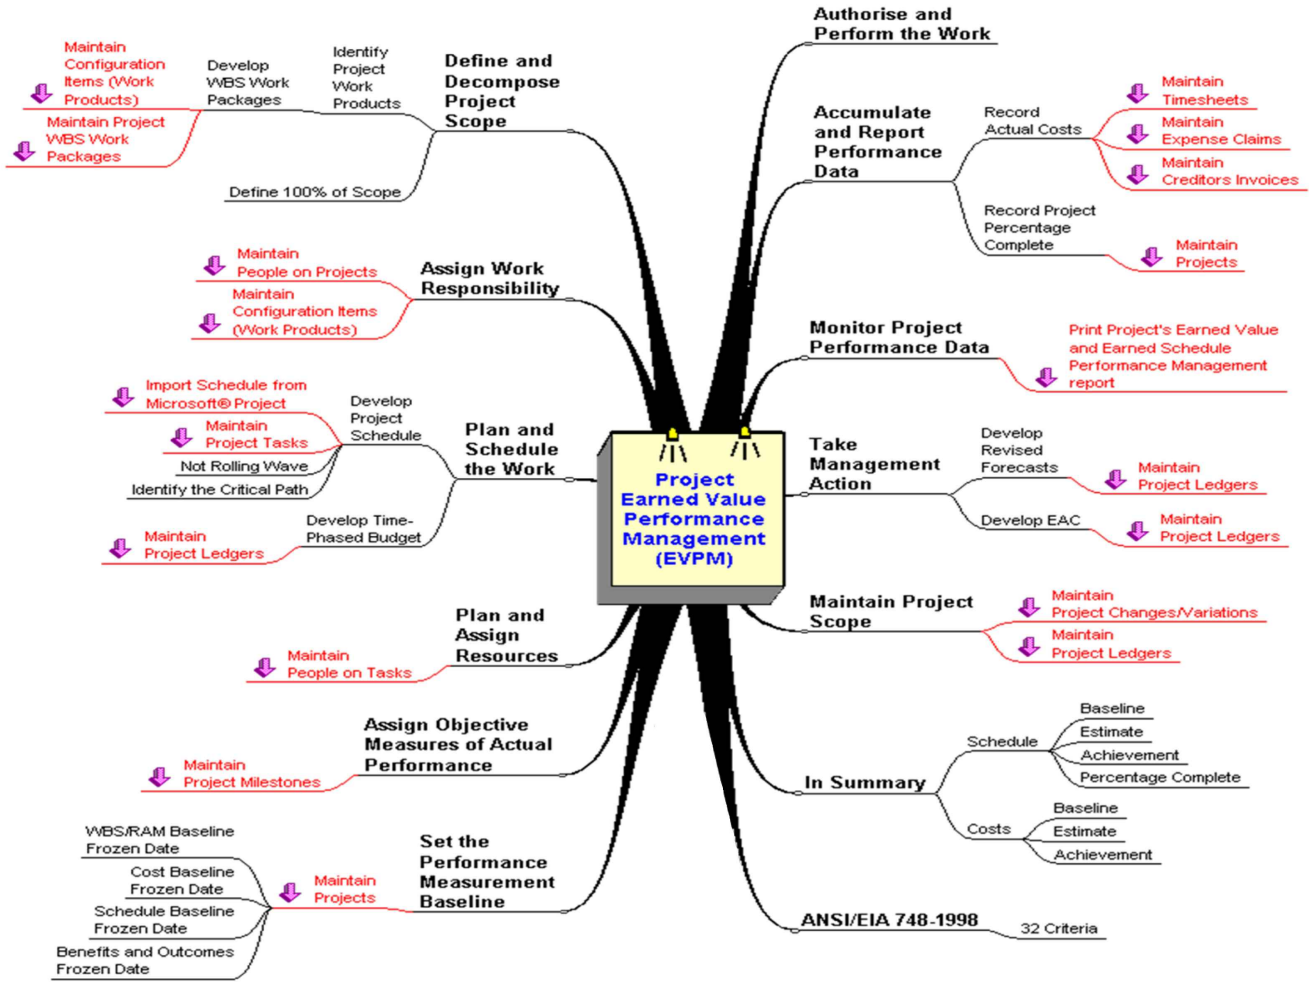 Project
Earned Value
Performance
Management
(EVPM)
Define and
Decompose
Project
Scope
Identify
Project
Work
Products
Develop
WBS Work
Packages
Maintain
Configuration
Items (Work
Products)
Maintain Project
WBS Work
Packages
Define 100% of Scope
Assign Work
Responsibility
Maintain
People on Projects
Maintain
Configuration Items
(Work Products)
Plan and
Schedule
the Work
Develop
Project
Schedule
Import Schedule from
Microsoft® Project
Maintain
Project Tasks
Not Rolling Wave
Identify the Critical Path
Develop Time-
Phased Budget
Maintain
Project Ledgers
Plan and
Assign
Resources
Maintain
People on Tasks
Assign Objective
Measures of Actual
Performance
Maintain
Project Milestones
Set the
Performance
Measurement
Baseline
Maintain
Projects
WBS/RAM Baseline
Frozen Date
Cost Baseline
Frozen Date
Schedule Baseline
Frozen Date
Benefits and Outcomes
Frozen Date
Authorise and
Perform the Work
Accumulate
and Report
Performance
Data
Record
Actual Costs
Maintain
Timesheets
Maintain
Expense Claims
Maintain
Creditors Invoices
Record Project
Percentage
Complete
Maintain
Projects
Monitor Project
Performance Data
Print Project's Earned Value
and Earned Schedule
Performance Management
report
Take
Management
Action
Develop
Revised
Forecasts
Maintain
Project Ledgers
Develop EAC
Maintain
Project Ledgers
Maintain Project
Scope
Maintain
Project Changes/Variations
Maintain
Project Ledgers
In Summary
Schedule
Baseline
Estimate
Achievement
Percentage Complete
Costs
Baseline
Estimate
Achievement
ANSI/EIA 748-1998
32 Criteria